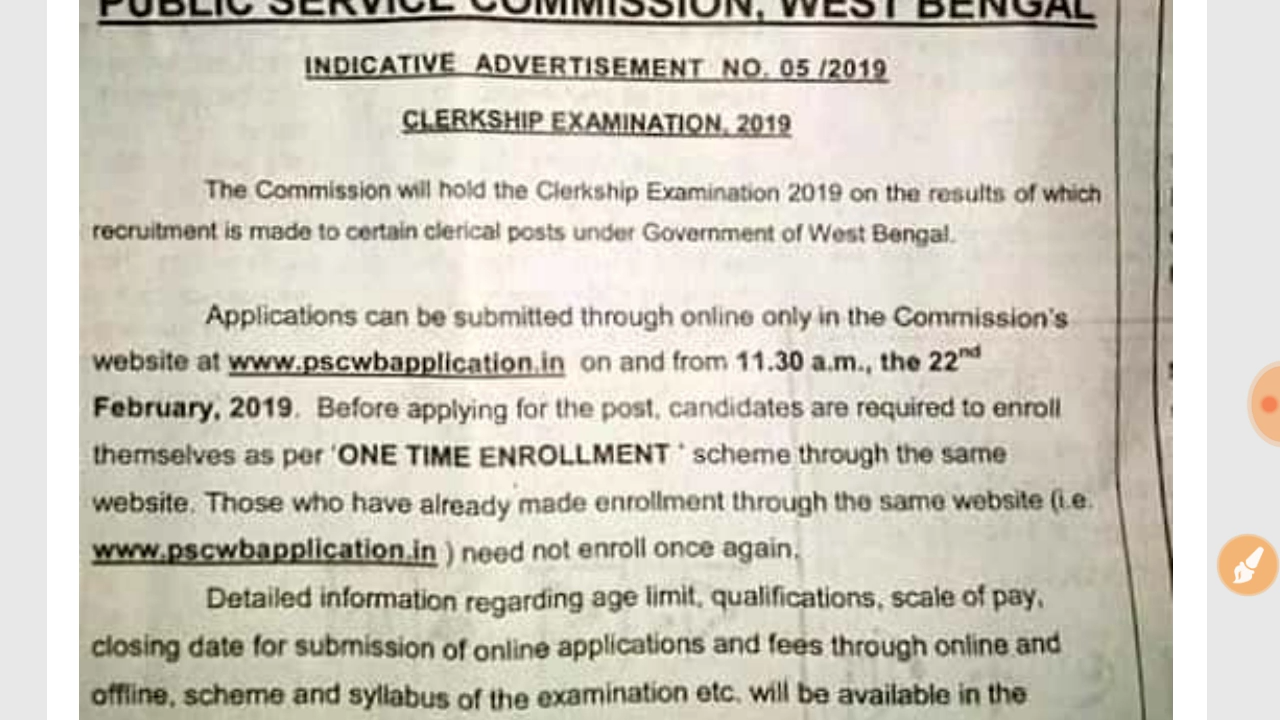 PUBLIC SERVICE COMMISSION, WEST BENGAL
INDICATIVE ADVERTISEMENT NO. 05 /2019
CLERKSHIP EXAMINATION, 2019
The Commission will hold the Clerkship Examination 2019 on the results of which
recruitment is made to certain clerical posts under Government of West Bengal.
Applications can be submitted through online only in the Commission's
website at www.pscwbapplication.in on and from 11.30 a.m., the 22nd
February, 2019. Before applying for the post, candidates are required to enroll
themselves as per 'ONE TIME ENROLLMENT ' scheme through the same
website. Those who have already made enrollment through the same website (i.e.
www.pscwbapplication.in ) need not enroll once again.
Detailed information regarding age limit, qualifications, scale of pay,
closing date for submission of online applications and fees through online and
offline, scheme and syllabus of the examination etc. will be available in the